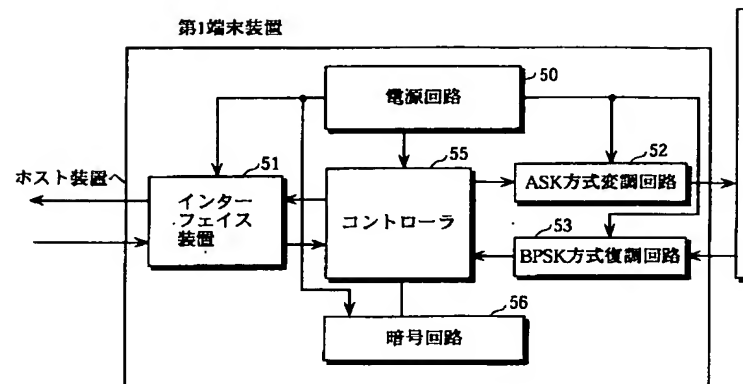 第1端末装置
50
電源回路
ホスト装置へ
51
インター
フェイス
装置
55
コントローラ
52
ASK方式変調回路
53
BPSK方式復調回路
56
暗号回路